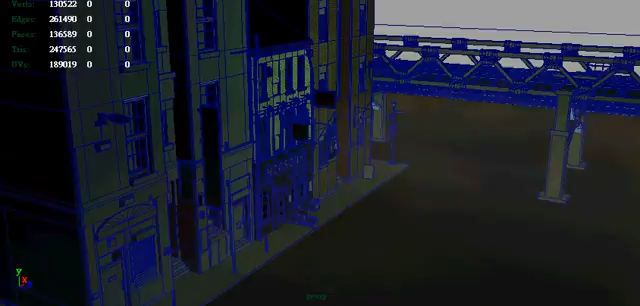 Verts: 130522 0 0
Edges: 261490 0 0
Faces: 136589 0 0
Tris: 247565 0 0
UVs: 189019 0 0
y
x
persp